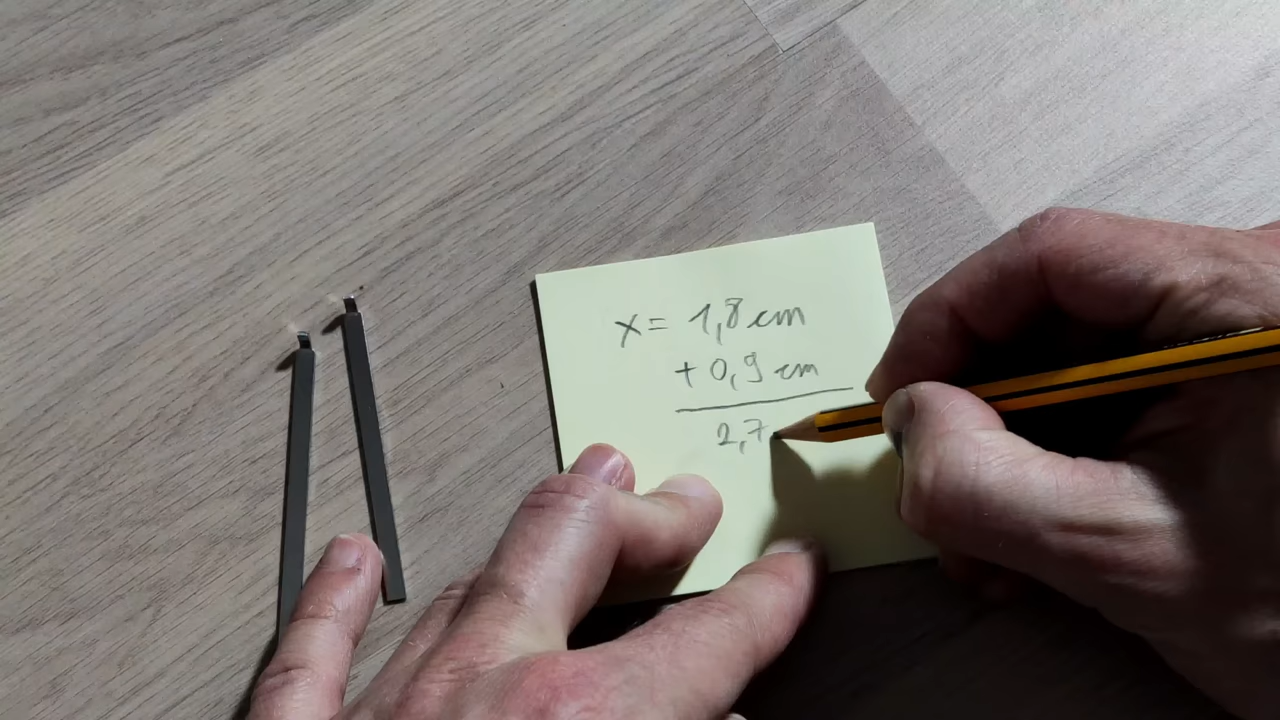 x= 1,8 cm
+ 0,9 cm
2,7